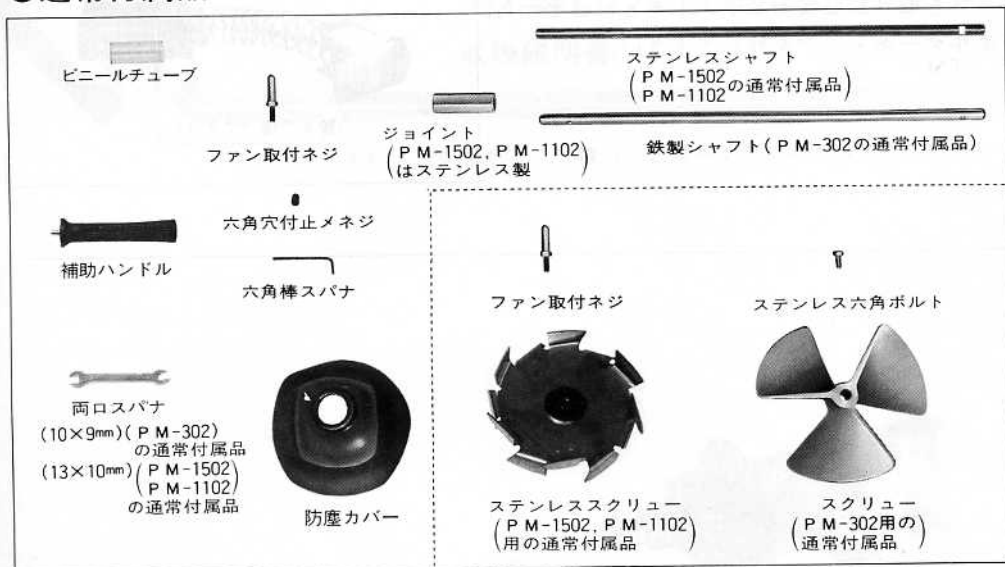 ●通常付属品
ビニールチューブ
ファン取付ネジ
ジョイント
(PM-1502, PM-1102)
はステンレス製
ステンレスシャフト
(PM-1502
PM-1102の通常付属品)
鉄製シャフト(PM-302の通常付属品)
補助ハンドル
六角穴付止メネジ
六角棒スパナ
両口スパナ
(10×9mm)(PM-302)
の通常付属品
(13×10mm)(PM-1502
PM-1102)
の通常付属品
防塵カバー
ファン取付ネジ
ステンレス六角ボルト
ステンレススクリュー
(PM-1502, PM-1102)
用の通常付属品
スクリュー
(PM-302用の
通常付属品)